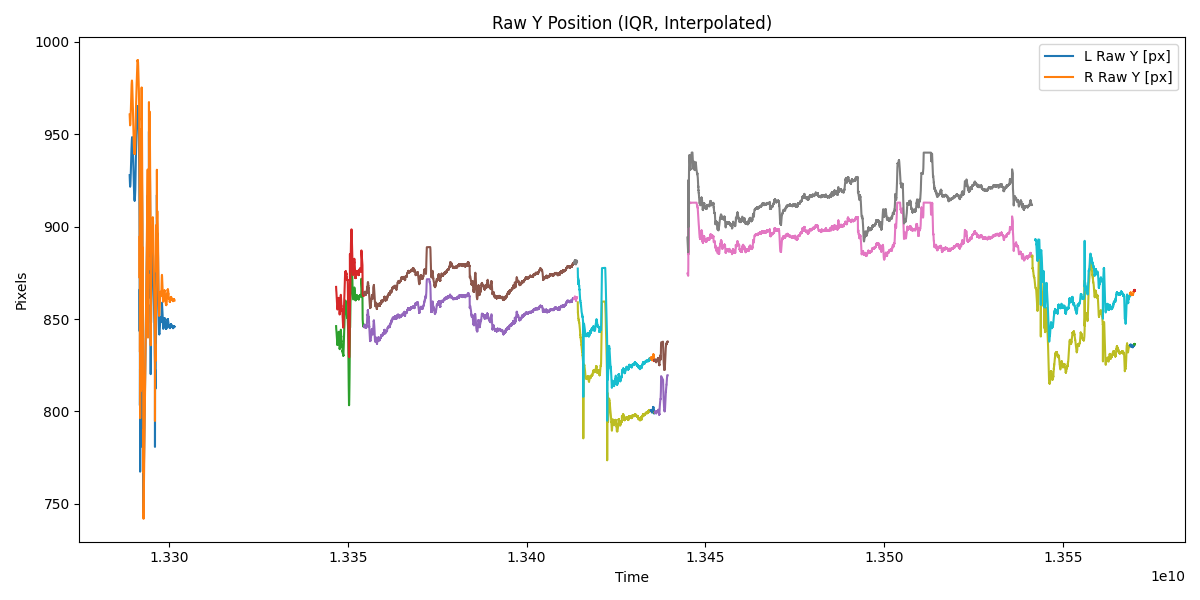 Raw Y Position (IQR, Interpolated)
L Raw Y [px]
R Raw Y [px]
1000
950
900
850
800
750
Pixels
1.330
1.335
1.340
1.345
1.350
1.355
1e10
Time